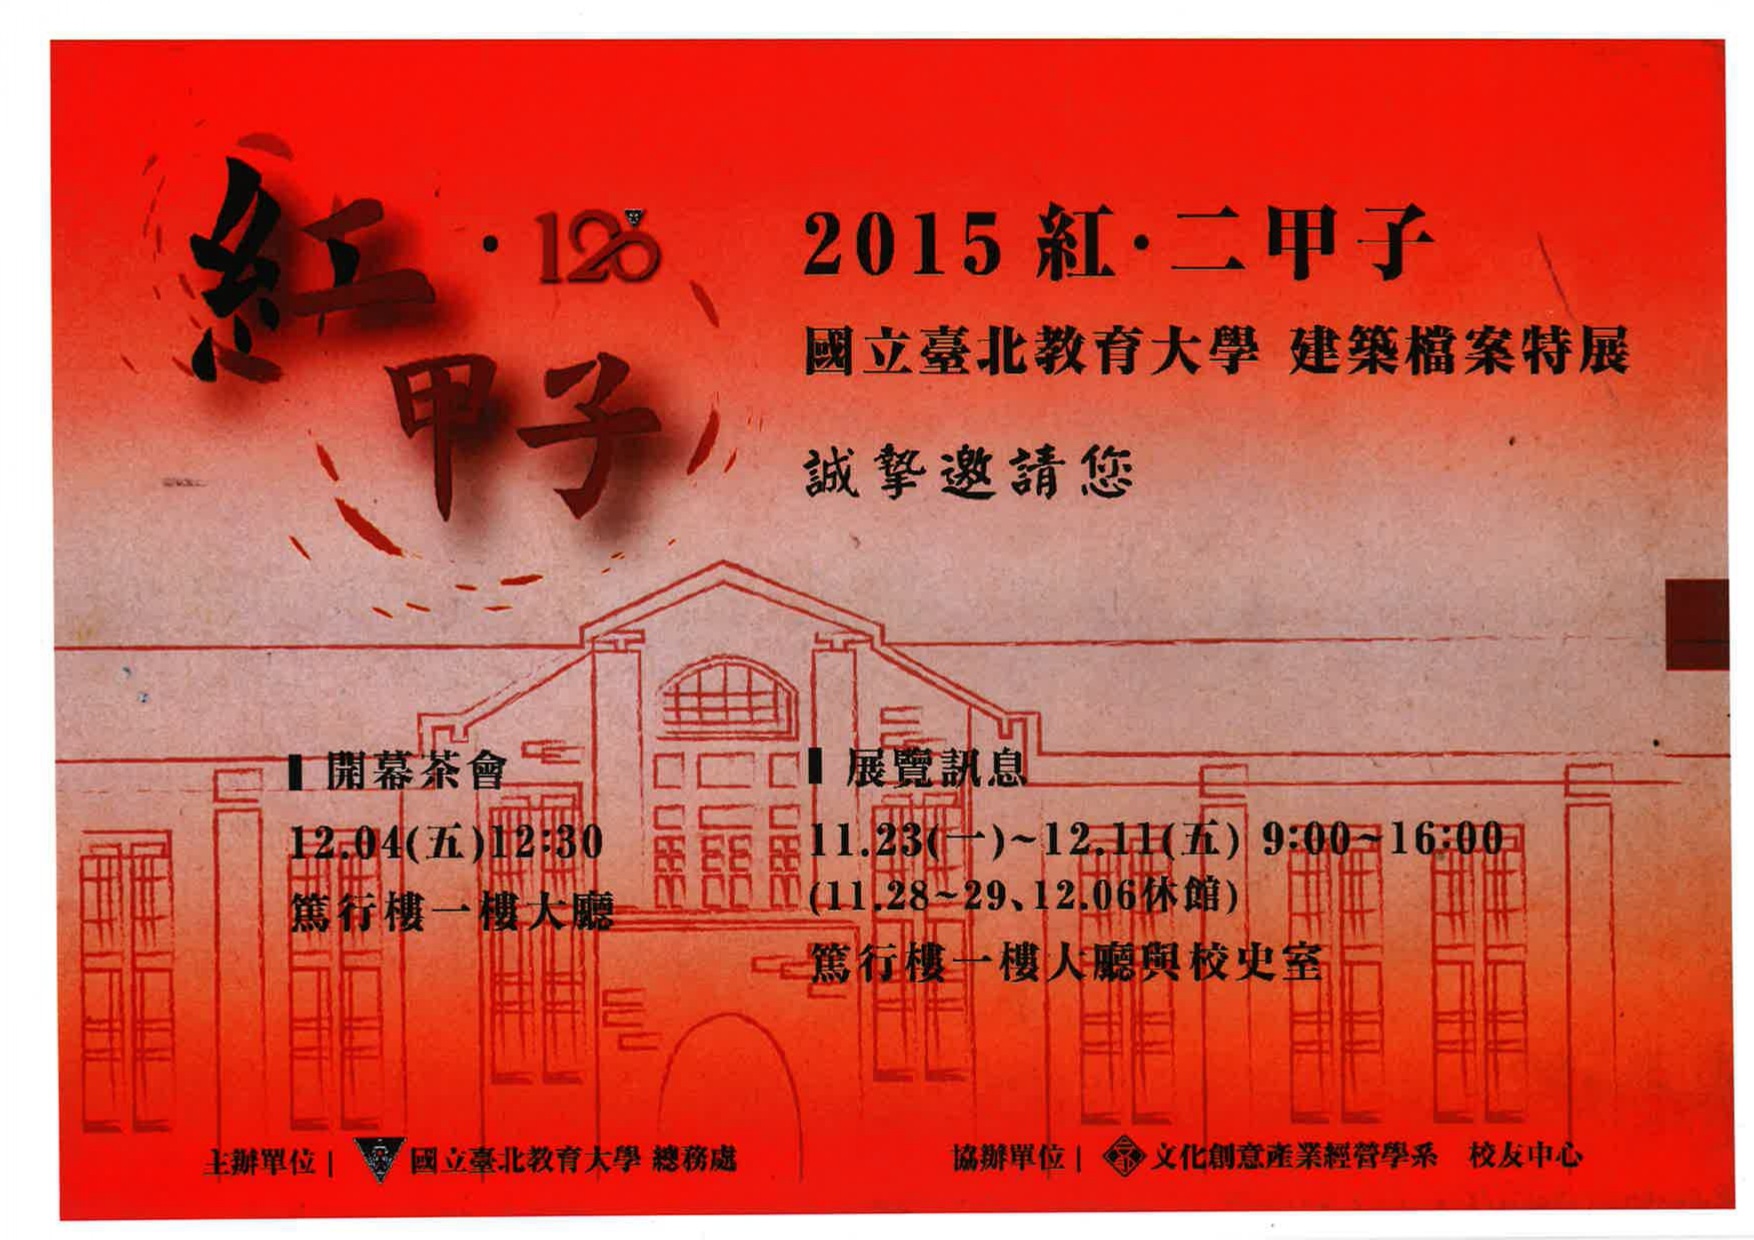 紅·120
甲子
2015 紅·二甲子
國立臺北教育大學 建築檔案特展
誠摯邀請您
開幕茶會
12.04(五)12:30
篤行樓一樓大廳
展覽訊息
11.23(一)~12.11(五) 9:00~16:00
(11.28~29、12.06休館)
篤行樓一樓大廳與校史室
主辦單位 | 國立臺北教育大學 總務處
協辦單位 | 文化創意產業經營學系 校友中心